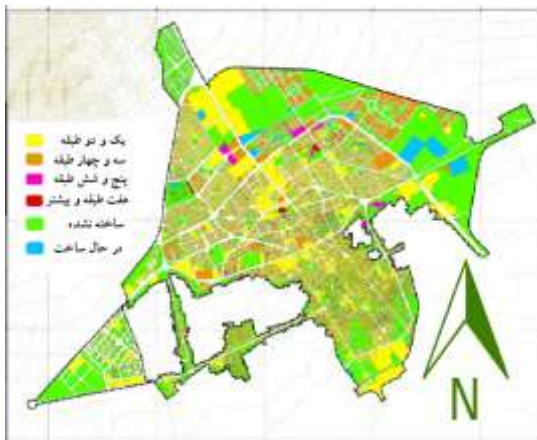 یک و دو طبقه
سه و چهار طبقه
پنج و شش طبقه
هفت طبقه و بیشتر
ساخته نشده
در حال ساخت
N